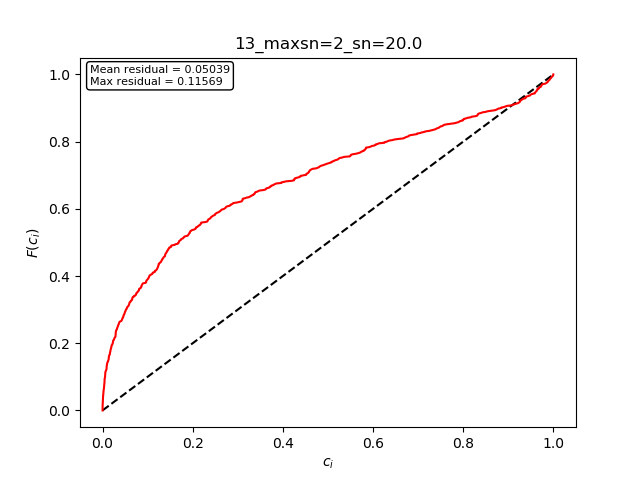 13_maxsn=2_sn=20.0
Mean residual = 0.05039
Max residual = 0.11569
1.0
0.8
0.6
0.4
0.2
0.0
F(c_i)
0.0 0.2 0.4 0.6 0.8 1.0
c_i